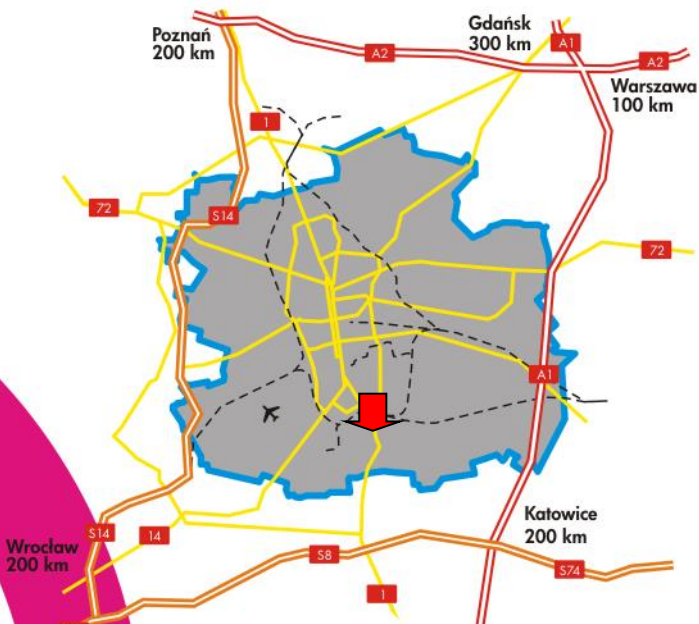 Poznań
200 km
Gdańsk
300 km
A1
A2
A2
Warszawa
100 km
1
72
S14
72
A1
S14
14
Wrocław
200 km
Katowice
200 km
S8
S74
1